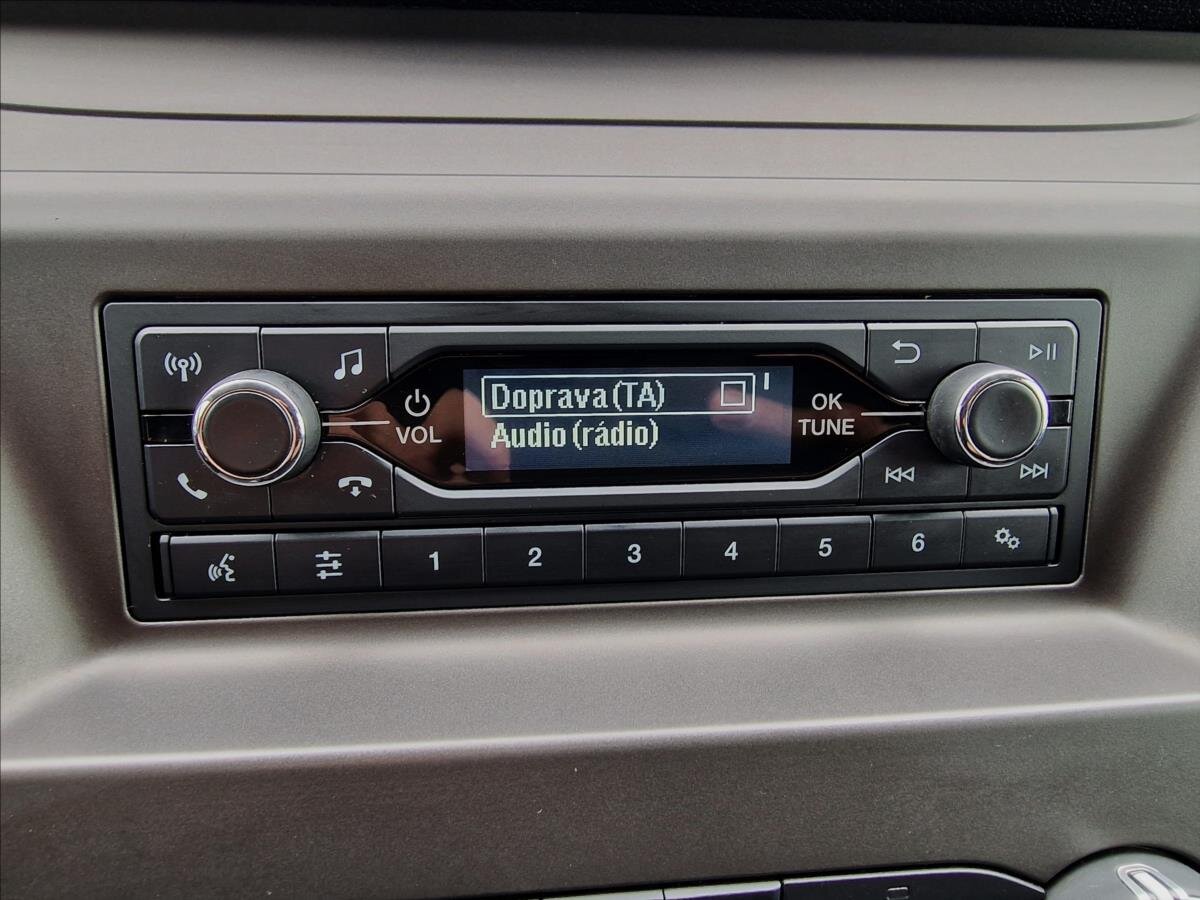 Doprava (TA)
Audio (rádio)
VOL
OK
TUNE
1 2 3 4 5 6